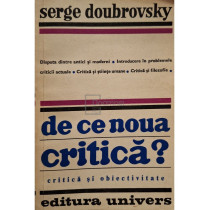 serge doubrovsky
Disputa dintre antici și moderni • Introducere în problemele
criticii actuale • Critică și științe umane • Critică și filozofie •
de ce noua
critică?
critică și obiectivitate
editura univers